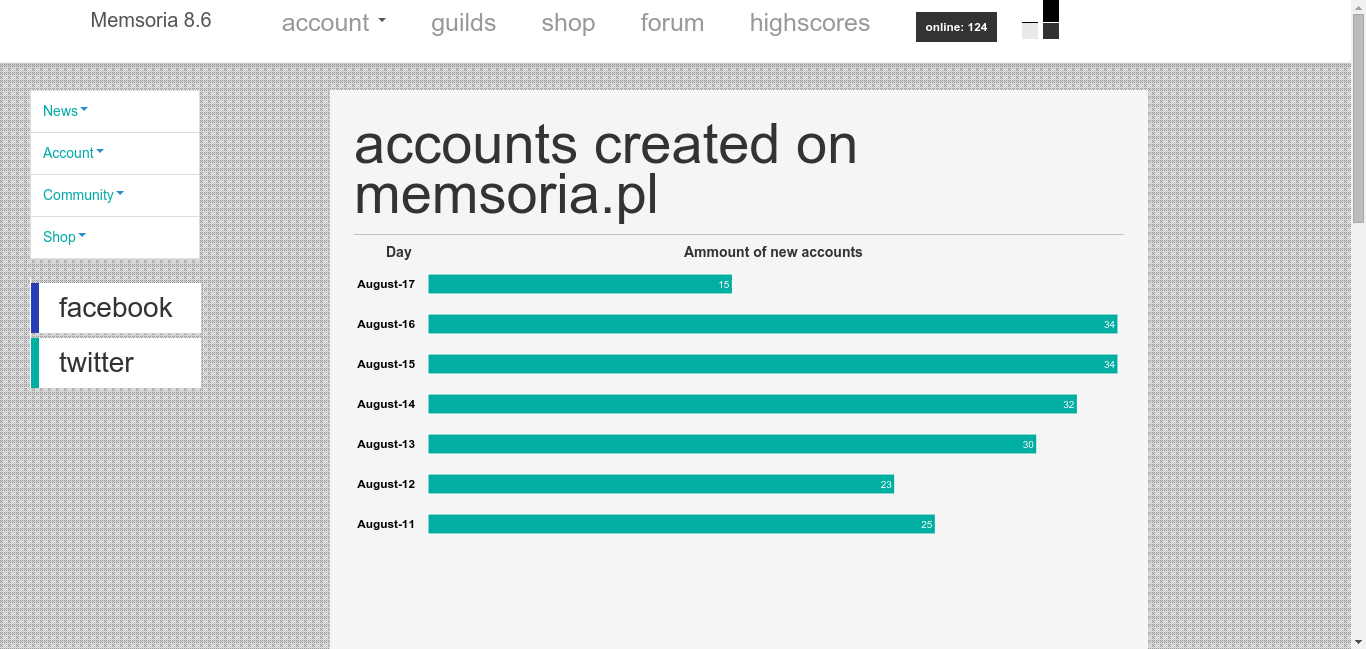 Memsoria 8.6
account
guilds
shop
forum
highscores
online: 124
News
Account
Community
Shop
facebook
twitter
accounts created on
memsoria.pl
Day Ammount of new accounts
August-17 15
August-16 34
August-15 34
August-14 32
August-13 30
August-12 23
August-11 25